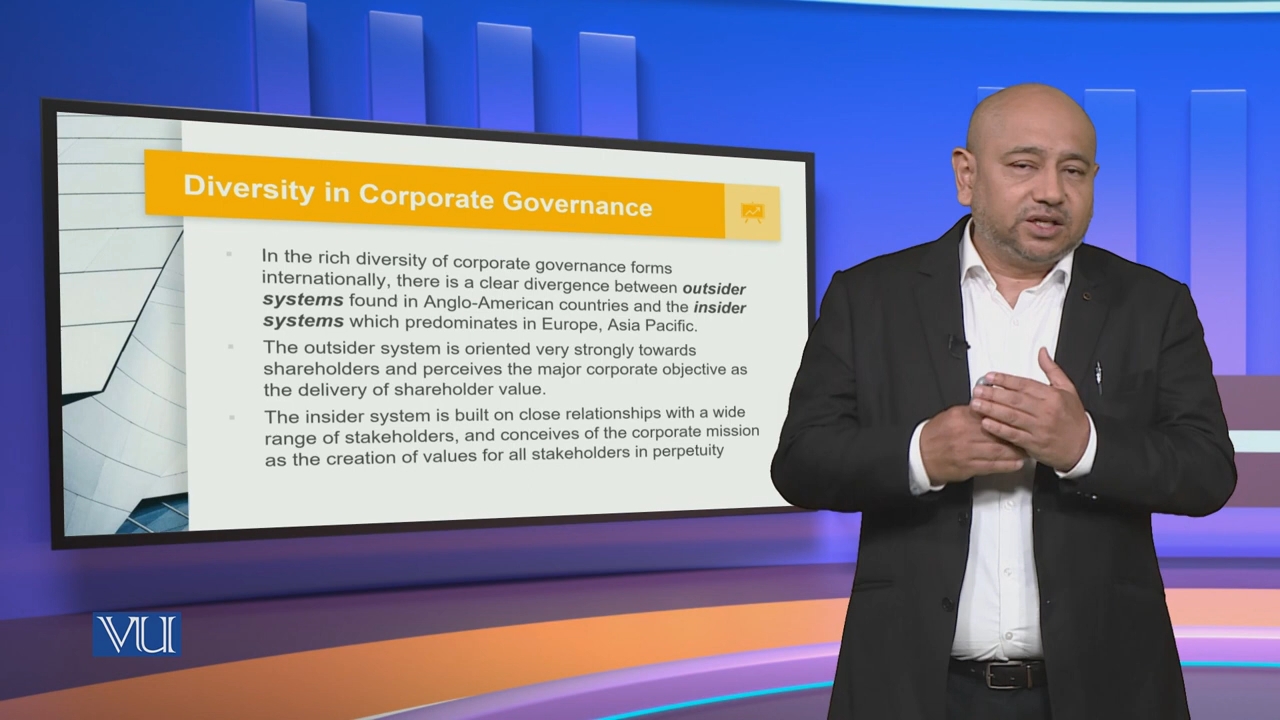 Diversity in Corporate Governance
In the rich diversity of corporate governance forms
internationally, there is a clear divergence between outsider
systems found in Anglo-American countries and the insider
systems which predominates in Europe, Asia Pacific.
The outsider system is oriented very strongly towards
shareholders and perceives the major corporate objective as
the delivery of shareholder value.
The insider system is built on close relationships with a wide
range of stakeholders, and conceives of the corporate mission
as the creation of values for all stakeholders in perpetuity
VU